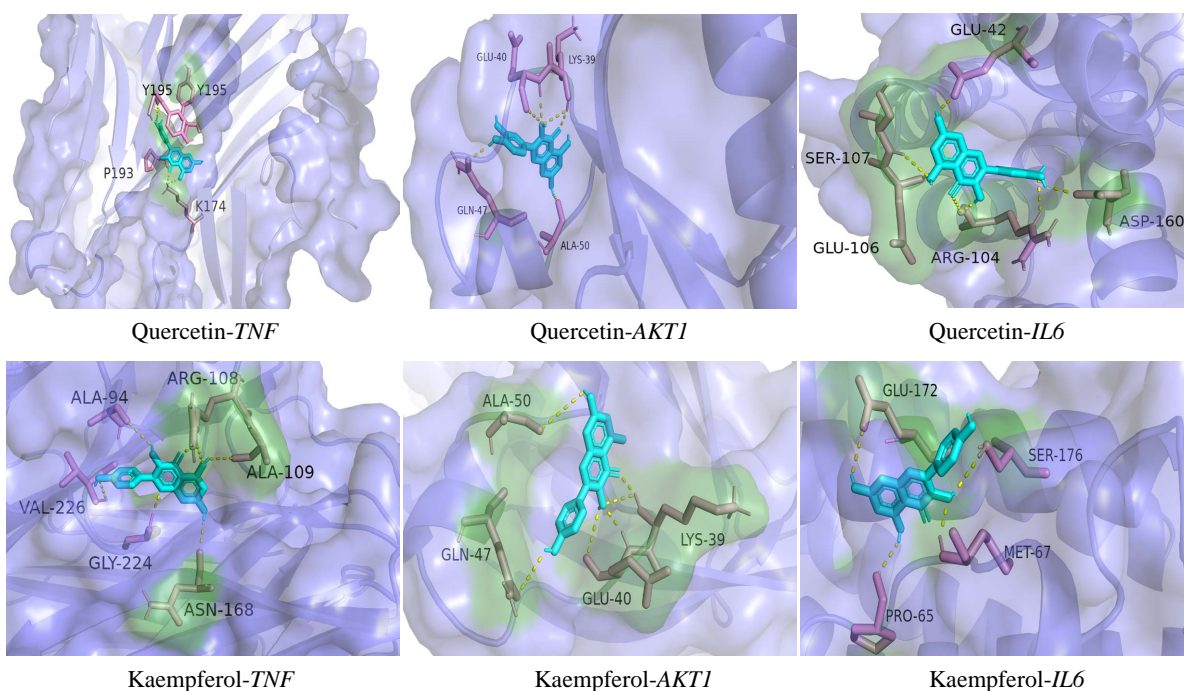 Y195 Y195
P193
K174
Quercetin-TNF
GLU-40
LYS-39
GLN-47
ALA-50
Quercetin-AKT1
GLU-42
SER-107
GLU-106
ARG-104
ASP-160
Quercetin-IL6
ARG-108
ALA-94
ALA-109
VAL-226
GLY-224
ASN-168
Kaempferol-TNF
ALA-50
GLN-47
LYS-39
GLU-40
Kaempferol-AKT1
GLU-172
SER-176
MET-67
PRO-65
Kaempferol-IL6